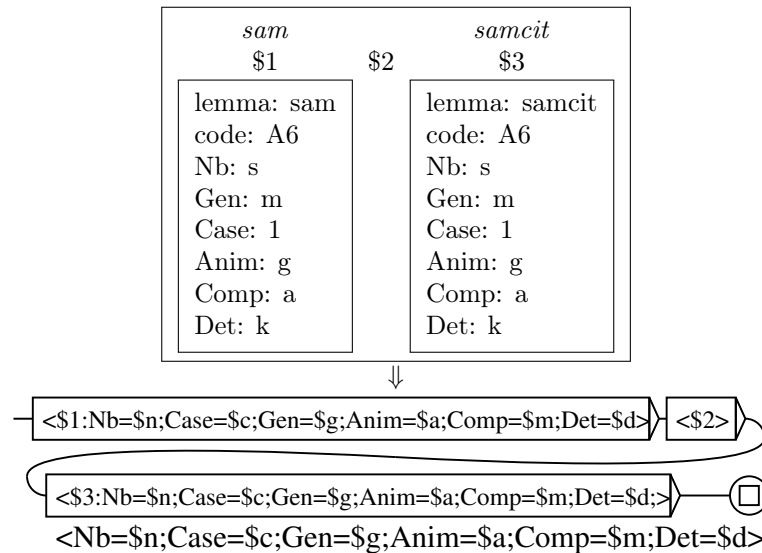 sam samcit
$1 $2 $3
lemma: sam lemma: samcit
code: A6 code: A6
Nb: s Nb: s
Gen: m Gen: m
Case: 1 Case: 1
Anim: g Anim: g
Comp: a Comp: a
Det: k Det: k
⇓
<$1:Nb=$n;Case=$c;Gen=$g;Anim=$a;Comp=$m;Det=$d> <$2>
<$3:Nb=$n;Case=$c;Gen=$g;Anim=$a;Comp=$m;Det=$d;>
<Nb=$n;Case=$c;Gen=$g;Anim=$a;Comp=$m;Det=$d>